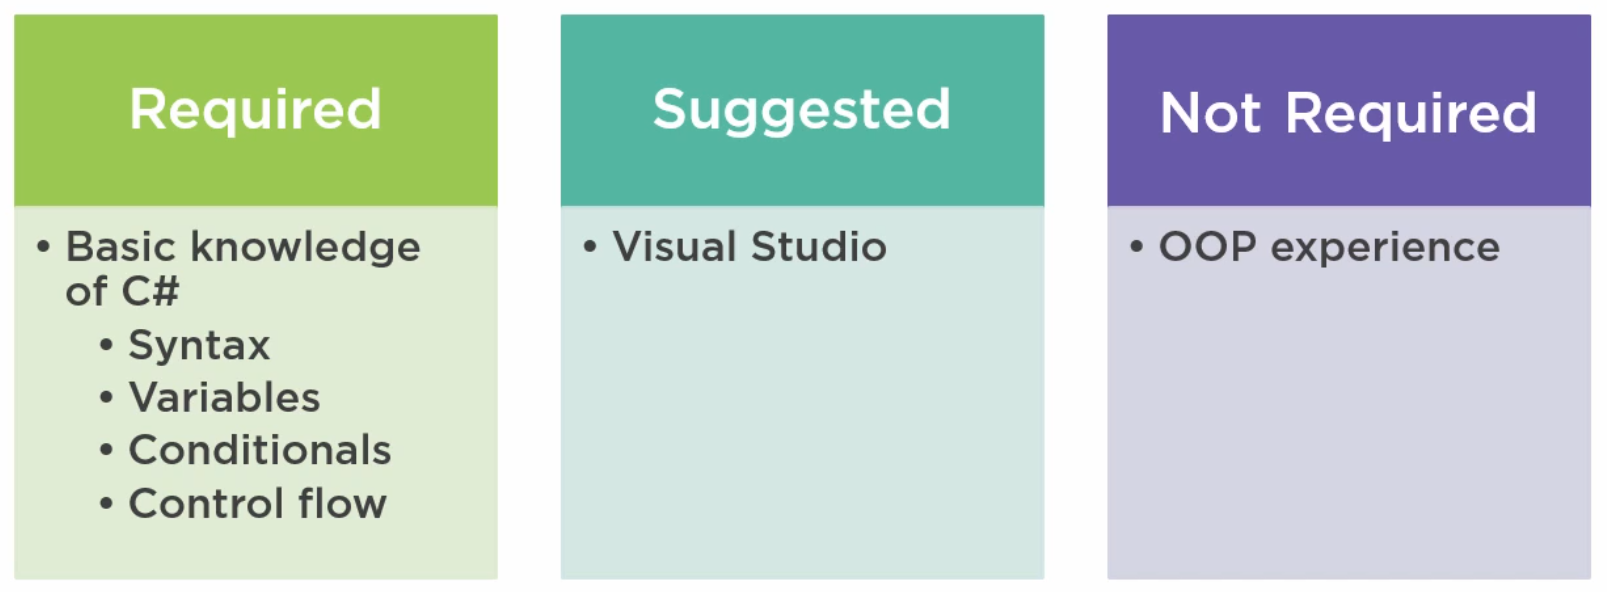 Required
• Basic knowledge
of C#
• Syntax
• Variables
• Conditionals
• Control flow
Suggested
• Visual Studio
Not Required
• OOP experience